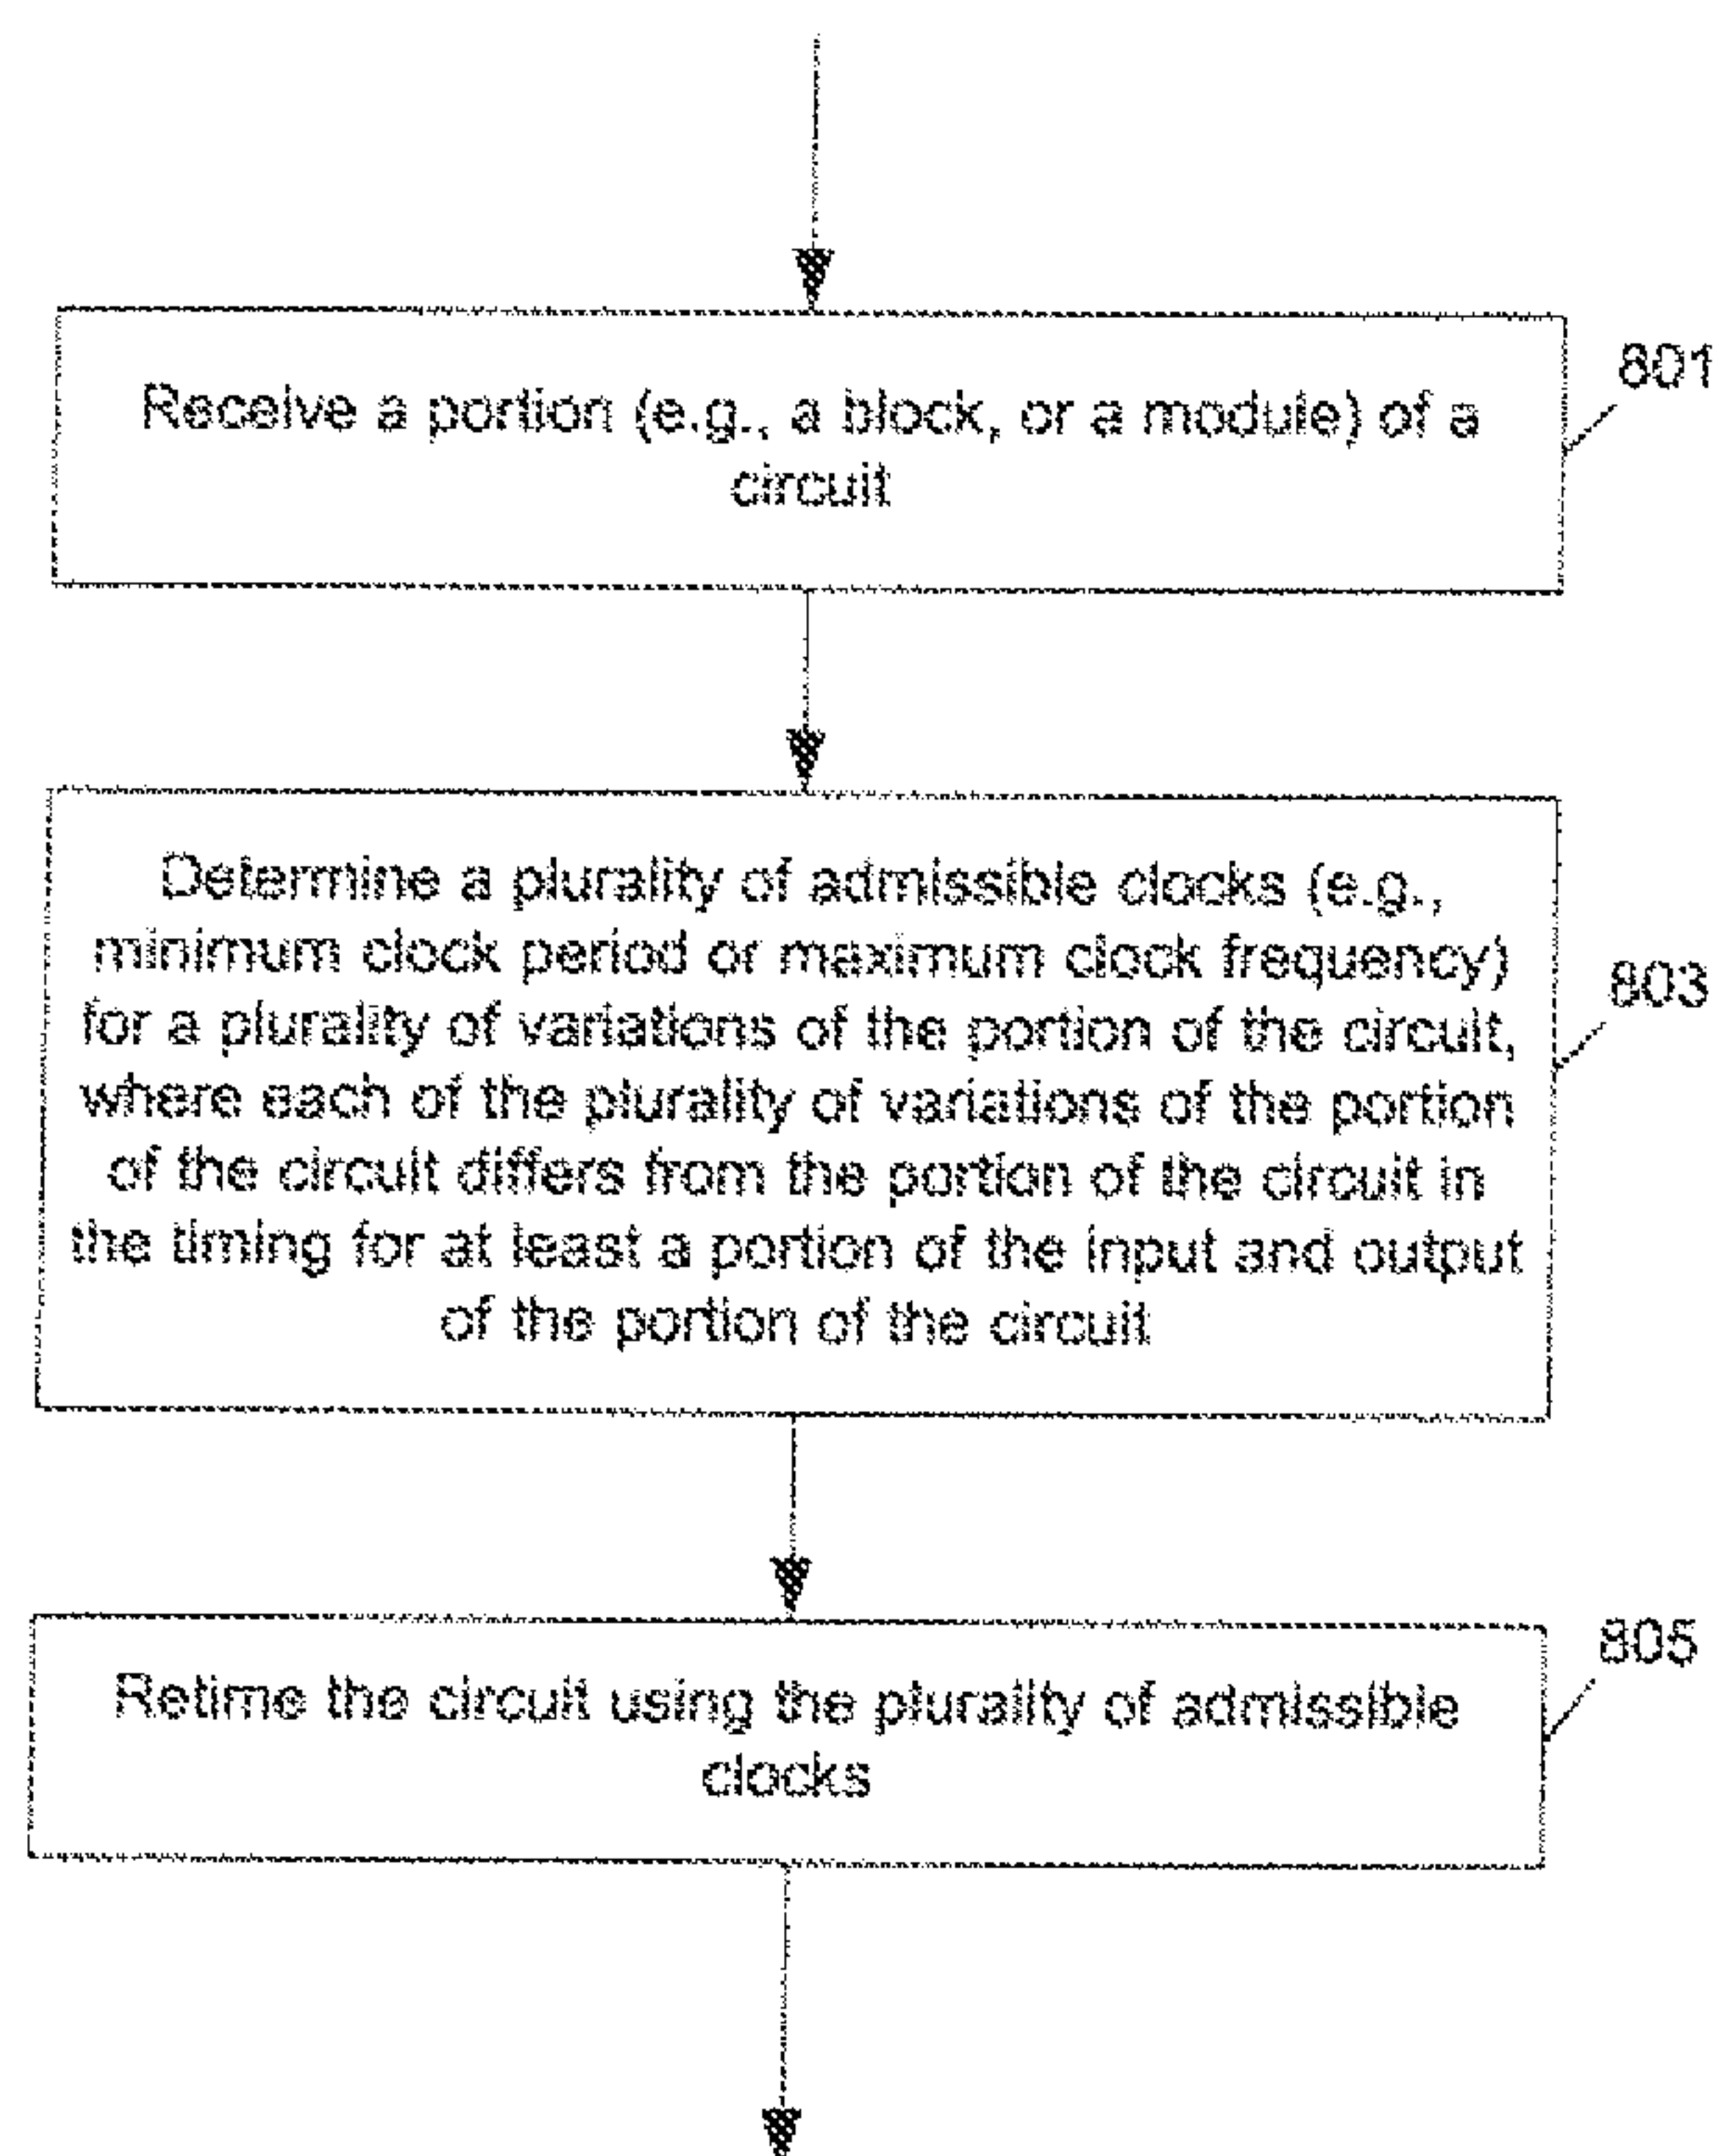 Receive a portion (e.g., a block, or a module) of a
circuit
801
Determine a plurality of admissible clocks (e.g.,
minimum clock period or maximum clock frequency)
for a plurality of variations of the portion of the circuit,
where each of the plurality of variations of the portion
of the circuit differs from the portion of the circuit in
the timing for at least a portion of the input and output
of the portion of the circuit
803
Retime the circuit using the plurality of admissible
clocks
805